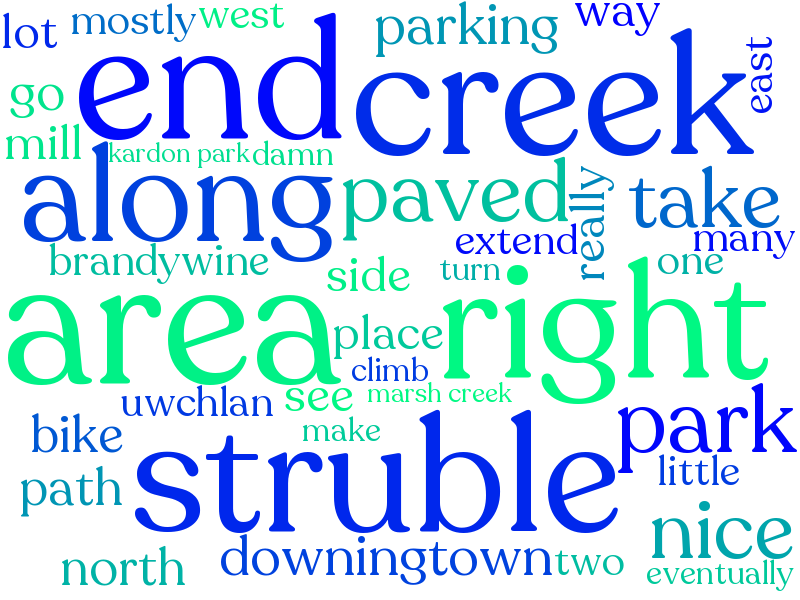 lot mostly west parking way
end creek east
go
mill kardon park damn
along paved really take
brandywine extend many
side turn one
area right
place
climb
uwchlan see marsh creek
bike make park
struble little
path
nice
north downingtown two
eventually